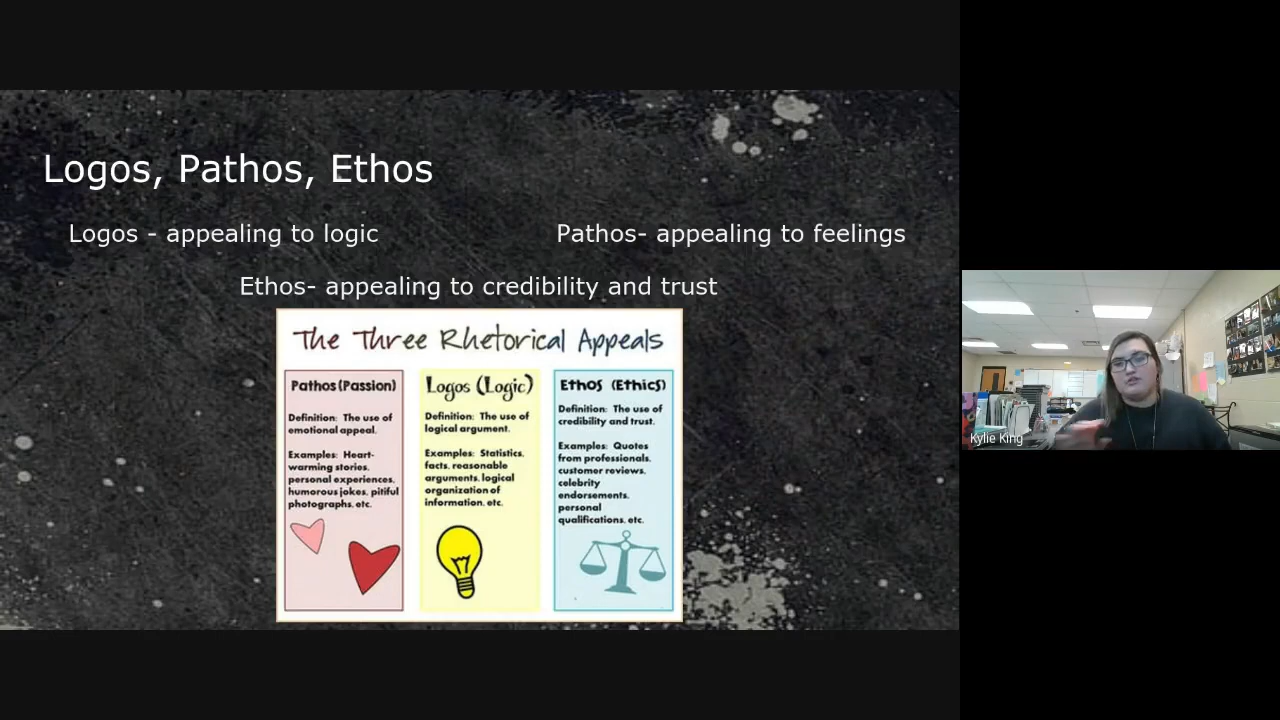 Logos, Pathos, Ethos
Logos - appealing to logic
Pathos- appealing to feelings
Ethos- appealing to credibility and trust
The Three Rhetorical Appeals
Pathos (Passion)
Definition: The use of
emotional appeal.
Examples: Heart-
warming stories,
personal experiences,
humorous jokes, pitiful
photographs, etc.
Logos (Logic)
Definition: The use of
logical argument.
Examples: Statistics,
facts, reasonable
arguments, logical
organization of
information, etc.
Ethos (Ethics)
Definition: The use of
credibility and trust.
Examples: Quotes
from professionals,
customer reviews,
celebrity
endorsements,
personal
qualifications, etc.
Kylie King